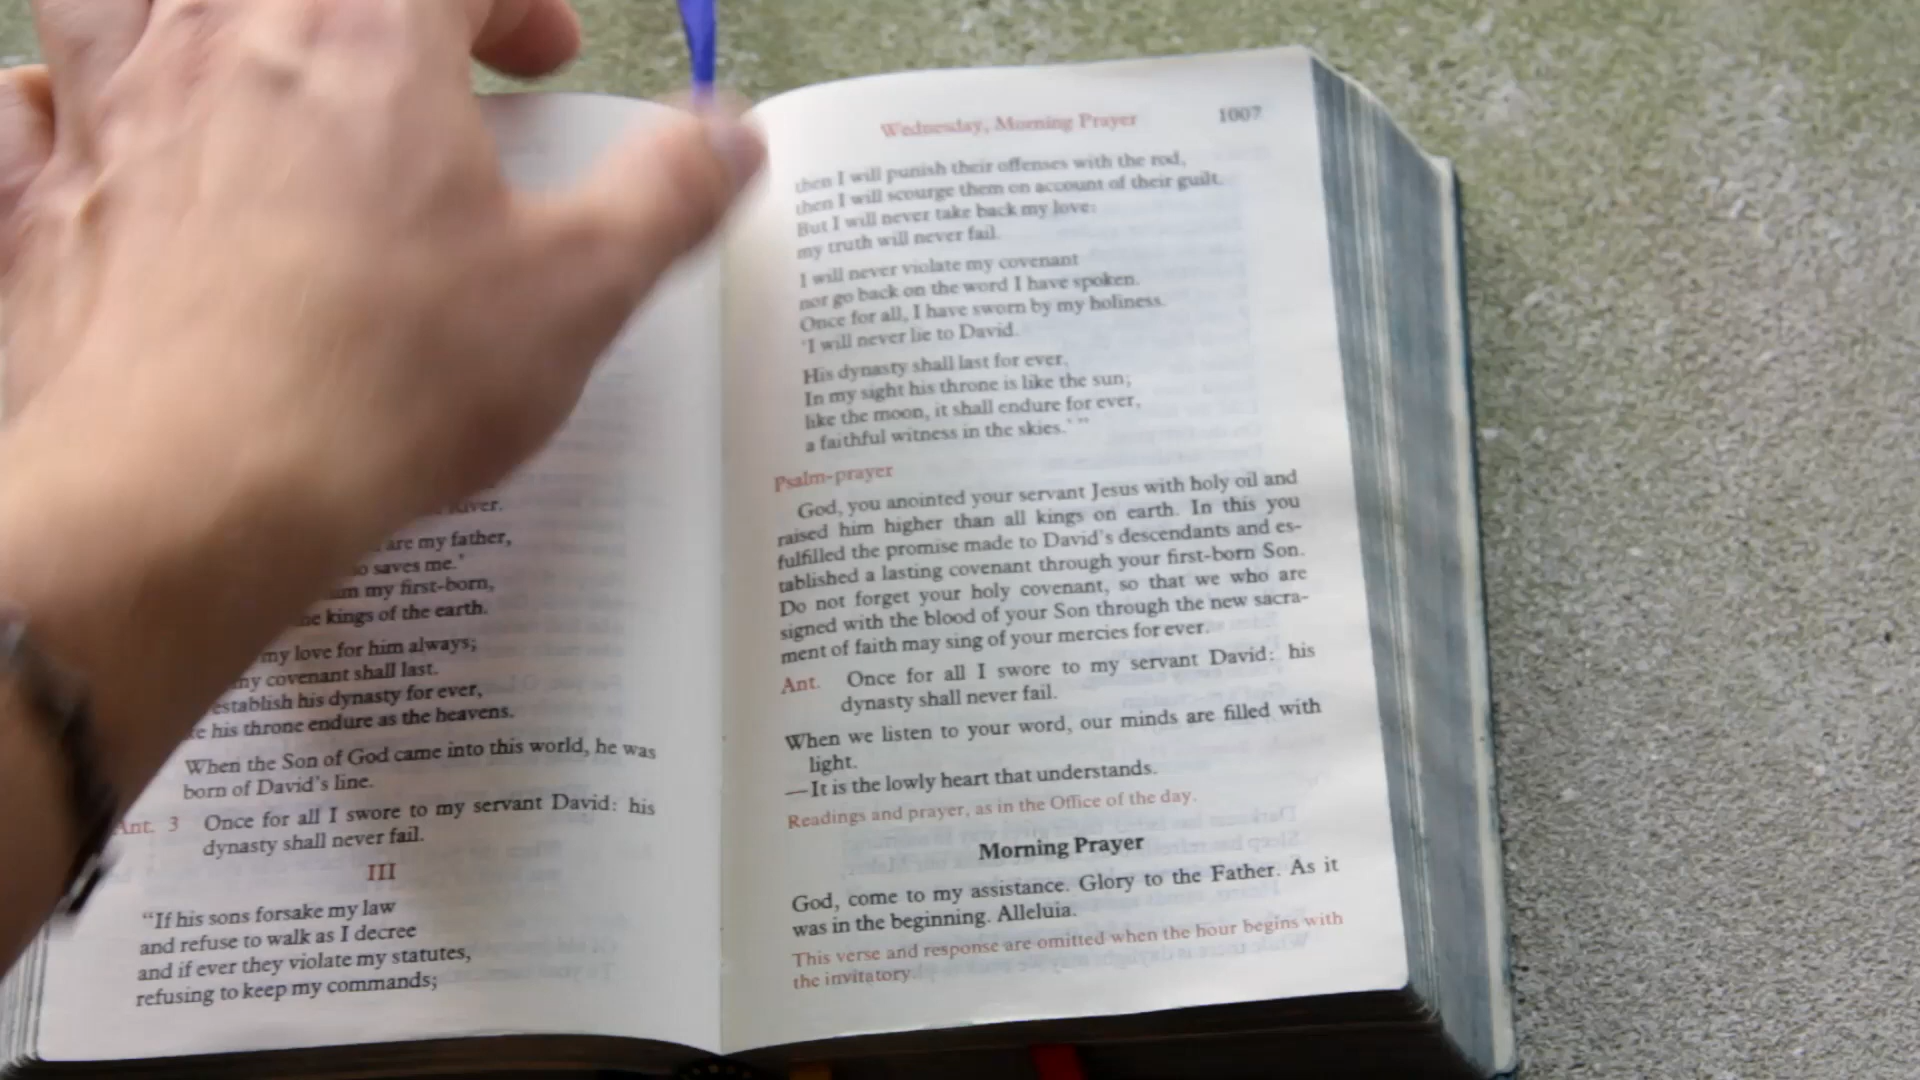 River.
are my father,
saves me.'
my first-born,
kings of the earth.
my love for him always;
my covenant shall last.
establish his dynasty for ever,
his throne endure as the heavens.
When the Son of God came into this world, he was
born of David's line.
Ant. 3 Once for all I swore to my servant David: his
dynasty shall never fail.
III
“If his sons forsake my law
and refuse to walk as I decree
and if ever they violate my statutes,
refusing to keep my commands;
Wednesday, Morning Prayer 1007
then I will punish their offenses with the rod,
then I will scourge them on account of their guilt.
But I will never take back my love:
my truth will never fail.
I will never violate my covenant
nor go back on the word I have spoken.
Once for all, I have sworn by my holiness.
‘I will never lie to David.
His dynasty shall last for ever,
In my sight his throne is like the sun;
like the moon, it shall endure for ever,
a faithful witness in the skies.’ ”
Psalm-prayer
God, you anointed your servant Jesus with holy oil and
raised him higher than all kings on earth. In this you
fulfilled the promise made to David's descendants and es-
tablished a lasting covenant through your first-born Son.
Do not forget your holy covenant, so that we who are
signed with the blood of your Son through the new sacra-
ment of faith may sing of your mercies for ever.
Ant. Once for all I swore to my servant David: his
dynasty shall never fail.
When we listen to your word, our minds are filled with
light.
—It is the lowly heart that understands.
Readings and prayer, as in the Office of the day.
Morning Prayer
God, come to my assistance. Glory to the Father. As it
was in the beginning. Alleluia.
This verse and response are omitted when the hour begins with
the invitatory.